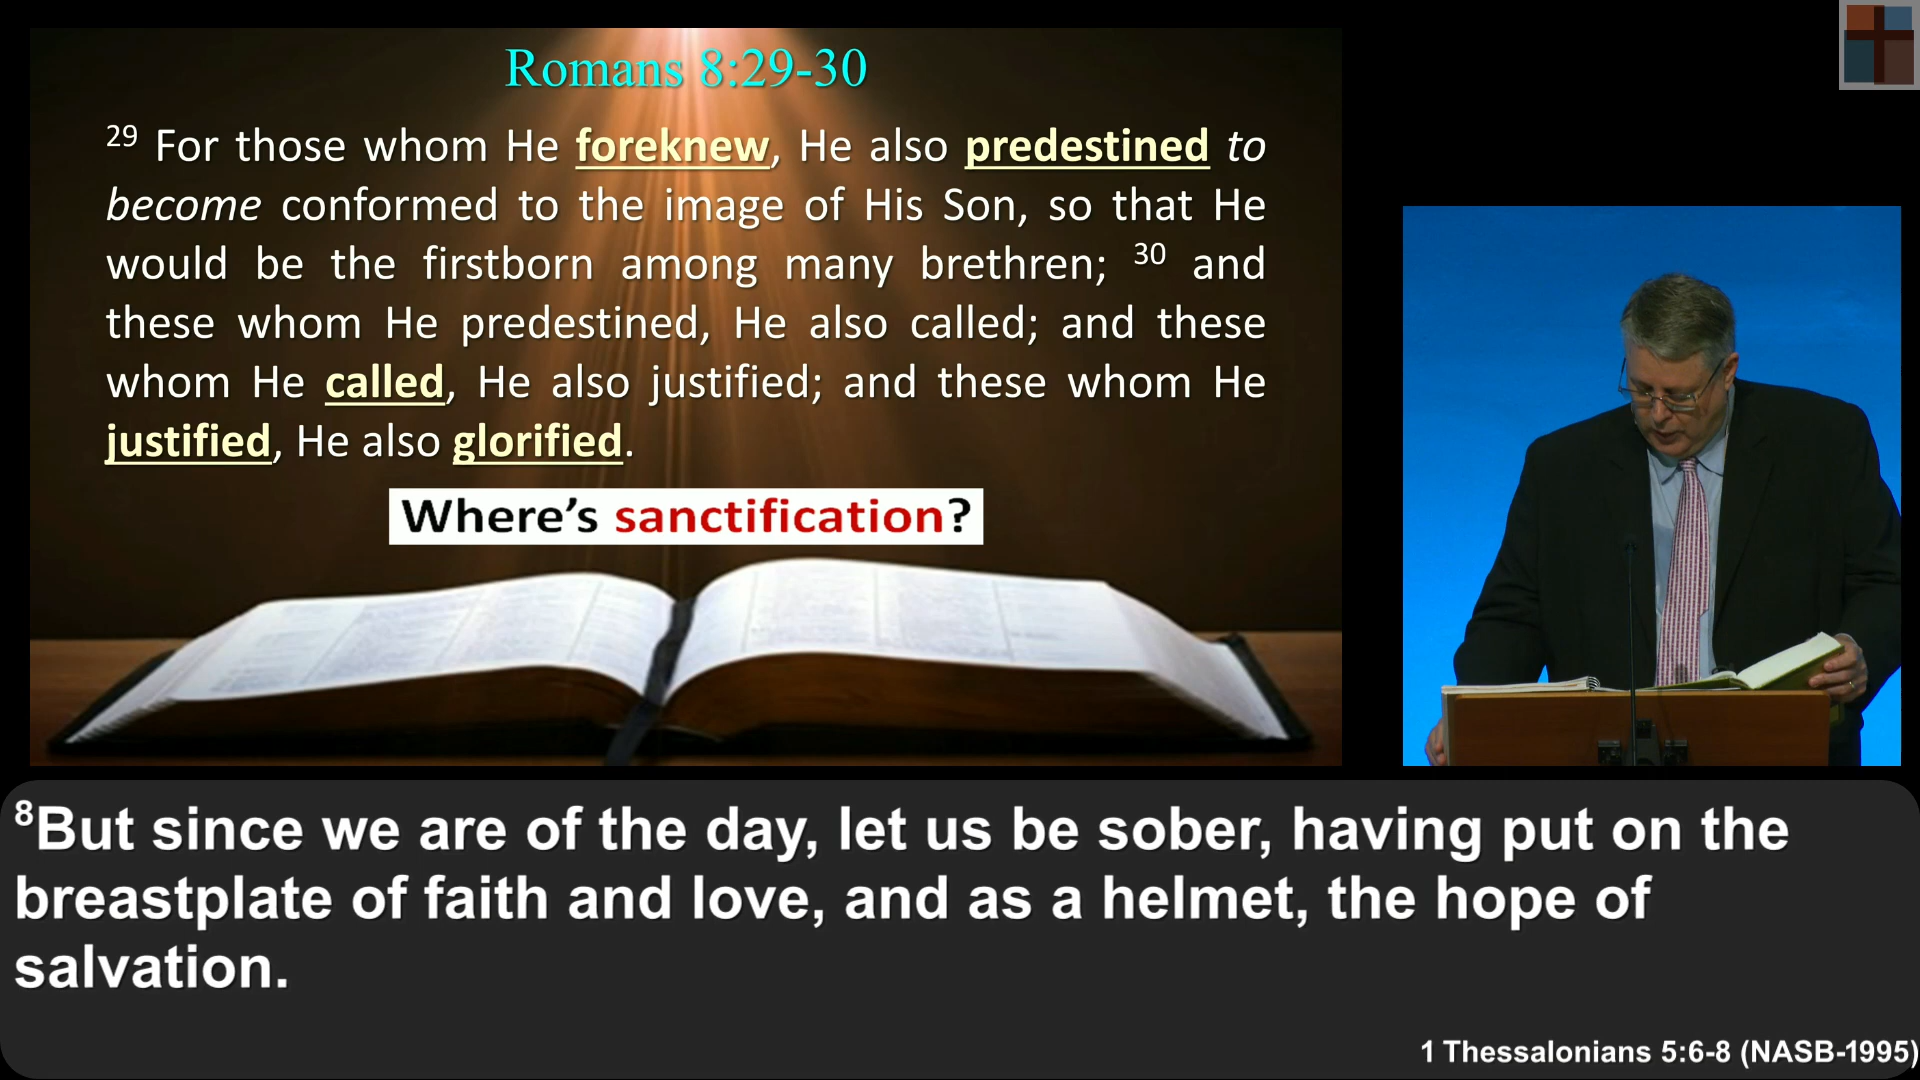 Romans 8:29-30
29 For those whom He foreknew, He also predestined to
become conformed to the image of His Son, so that He
would be the firstborn among many brethren; 30 and
these whom He predestined, He also called; and these
whom He called, He also justified; and these whom He
justified, He also glorified.
Where's sanctification?
8But since we are of the day, let us be sober, having put on the
breastplate of faith and love, and as a helmet, the hope of
salvation.
1 Thessalonians 5:6-8 (NASB-1995)